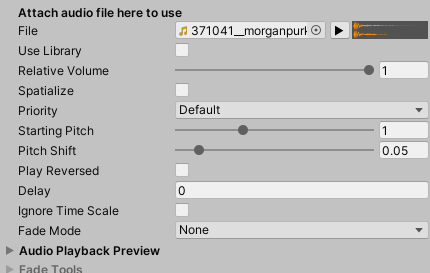 Attach audio file here to use
File 371041__morganpurk
Use Library
Relative Volume 1
Spatialize
Priority Default
Starting Pitch 1
Pitch Shift 0.05
Play Reversed
Delay 0
Ignore Time Scale
Fade Mode None
Audio Playback Preview
Fade Tools